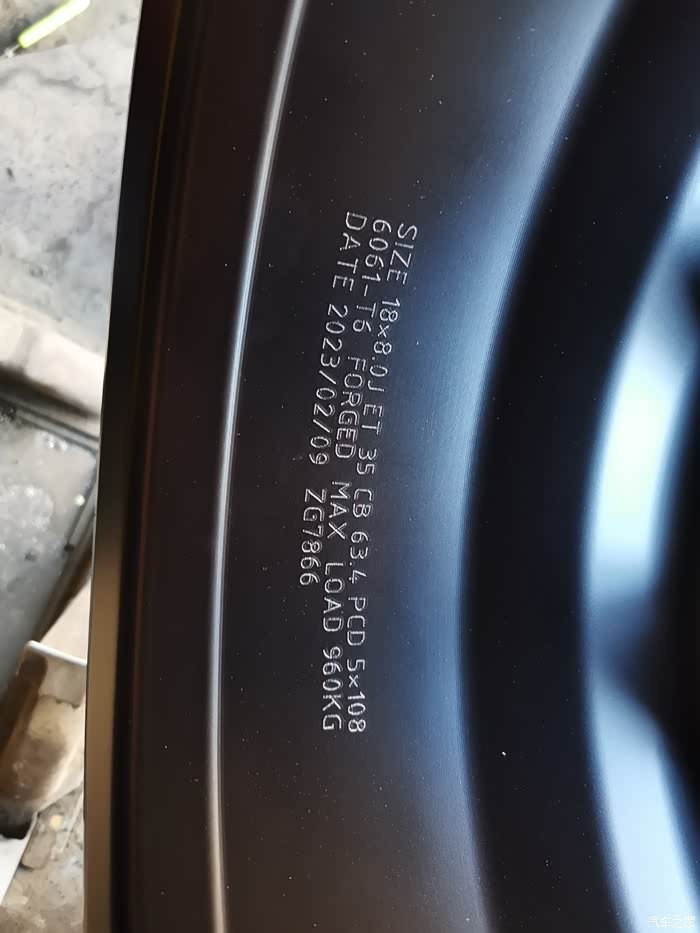 SIZE 18×8.0J ET 35 CB 63.4 PCD 5×108
6061-T6 FORGED MAX LOAD 960KG
DATE 2023/02/09 ZG7866
汽车之家